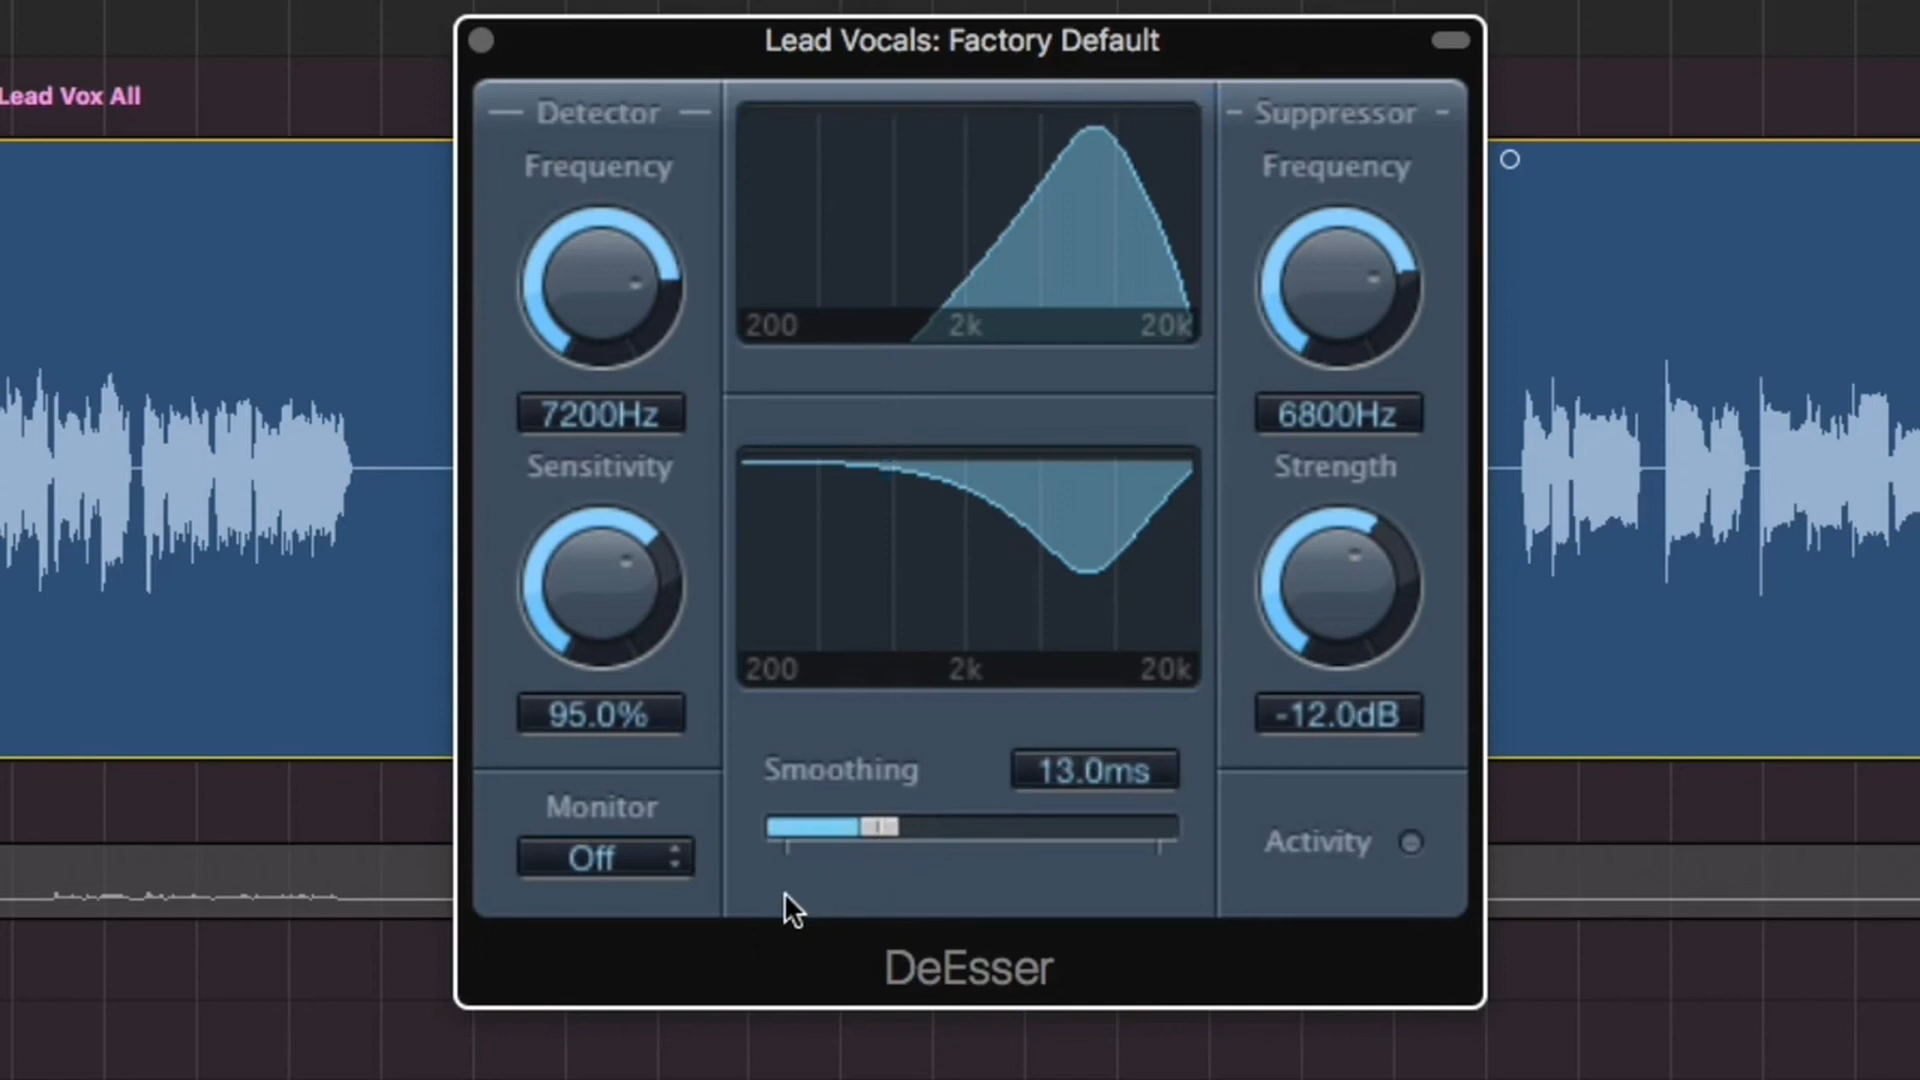 Lead Vocals: Factory Default
Lead Vox All
Detector
Frequency
7200Hz
Sensitivity
95.0%
Monitor
Off
200 2k 20k
200 2k 20k
Smoothing 13.0ms
Suppressor
Frequency
6800Hz
Strength
-12.0dB
Activity
DeEsser